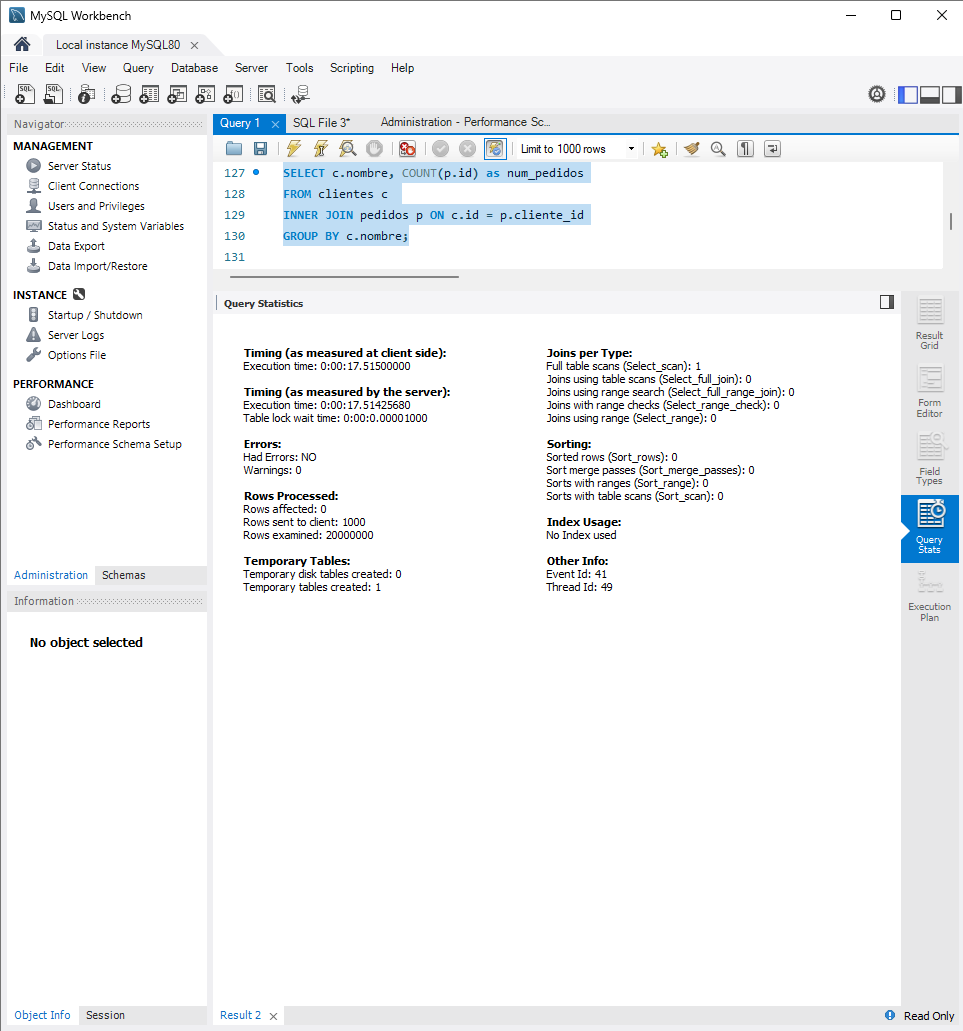 MySQL Workbench
Local instance MySQL80
File Edit View Query Database Server Tools Scripting Help
Navigator
MANAGEMENT
Server Status
Client Connections
Users and Privileges
Status and System Variables
Data Export
Data Import/Restore
INSTANCE
Startup / Shutdown
Server Logs
Options File
PERFORMANCE
Dashboard
Performance Reports
Performance Schema Setup
Administration Schemas
Information
No object selected
Object Info Session
Query 1 SQL File 3* Administration - Performance Sc...
Limit to 1000 rows
127 SELECT c.nombre, COUNT(p.id) as num_pedidos
128 FROM clientes c
129 INNER JOIN pedidos p ON c.id = p.cliente_id
130 GROUP BY c.nombre;
131
Query Statistics
Timing (as measured at client side):
Execution time: 0:00:17.51500000
Timing (as measured by the server):
Execution time: 0:00:17.51425680
Table lock wait time: 0:00:0.00001000
Errors:
Had Errors: NO
Warnings: 0
Rows Processed:
Rows affected: 0
Rows sent to client: 1000
Rows examined: 20000000
Temporary Tables:
Temporary disk tables created: 0
Temporary tables created: 1
Joins per Type:
Full table scans (Select_scan): 1
Joins using table scans (Select_full_join): 0
Joins using range search (Select_full_range_join): 0
Joins with range checks (Select_range_check): 0
Joins using range (Select_range): 0
Sorting:
Sorted rows (Sort_rows): 0
Sort merge passes (Sort_merge_passes): 0
Sorts with ranges (Sort_range): 0
Sorts with table scans (Sort_scan): 0
Index Usage:
No Index used
Other Info:
Event Id: 41
Thread Id: 49
Result
Grid
Form
Editor
Field
Types
Query
Stats
Execution
Plan
Result 2
Read Only